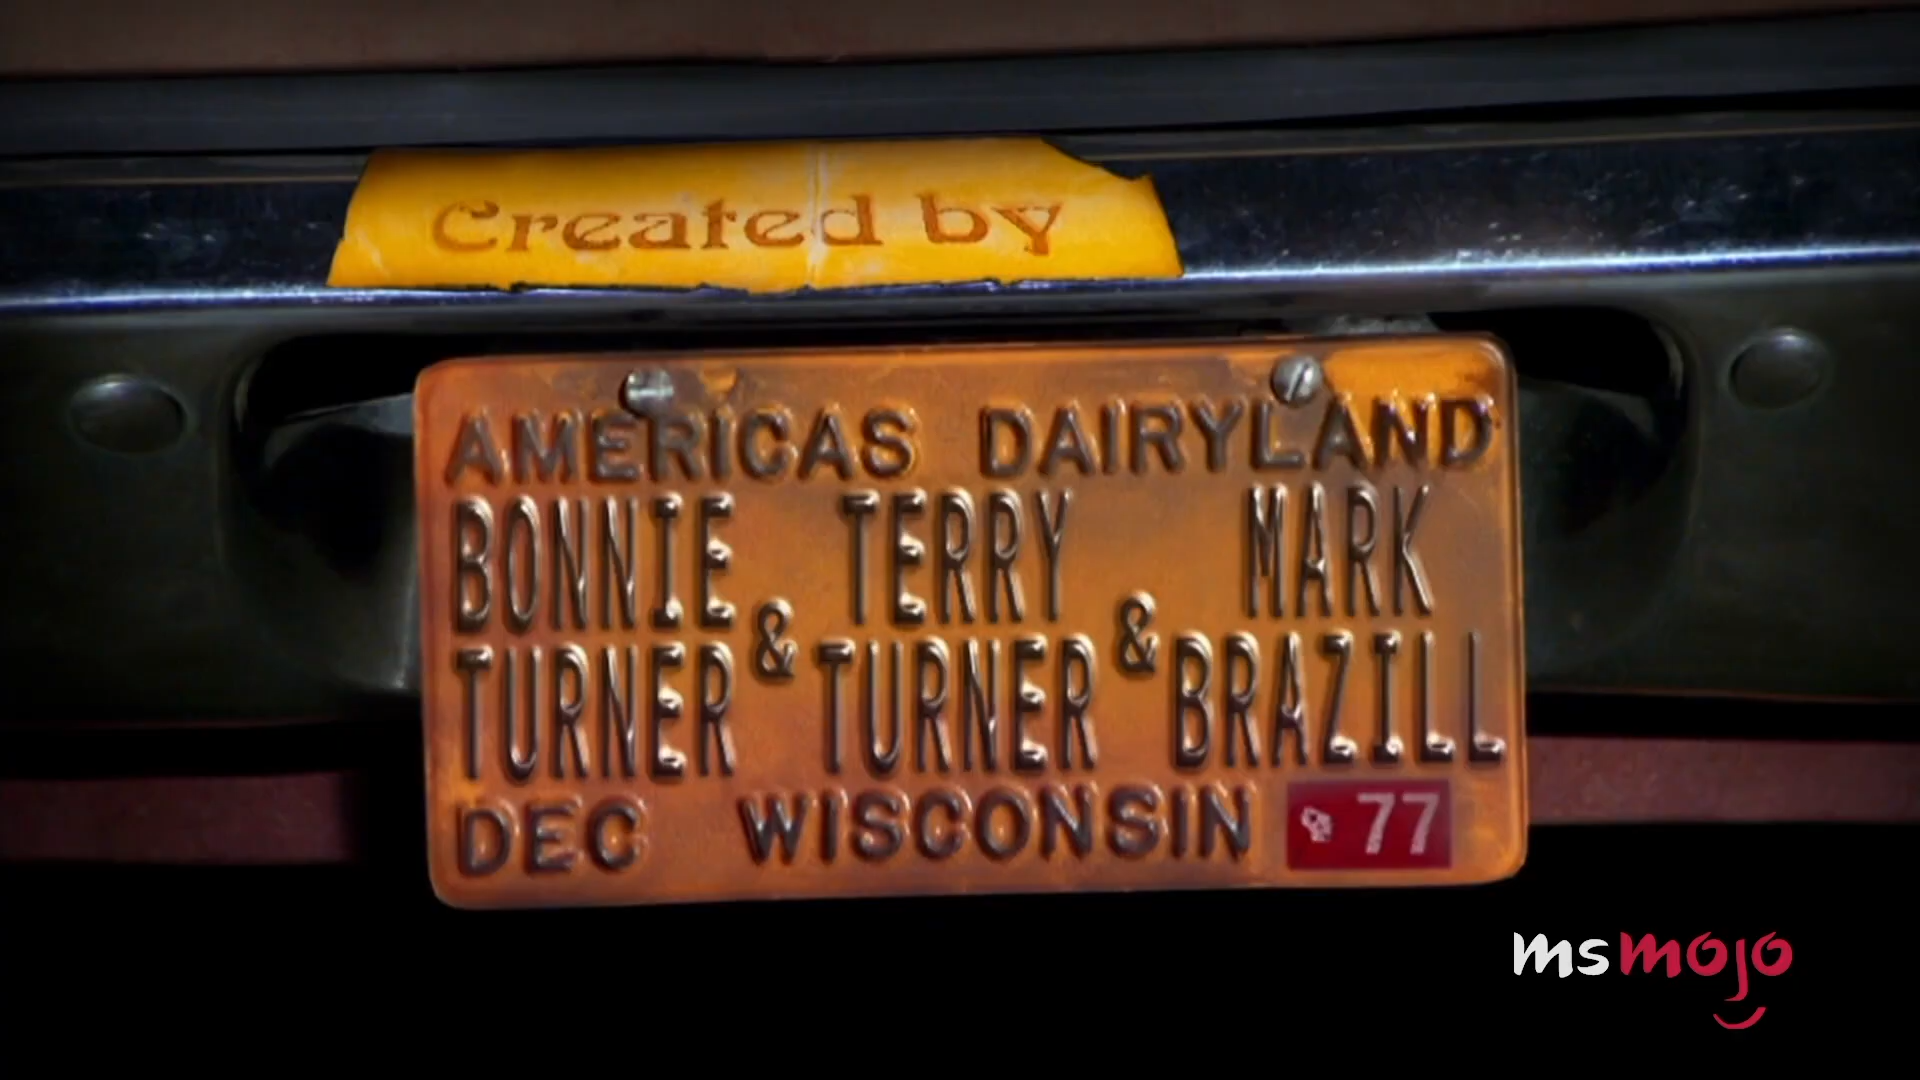 Created by
AMERICAS DAIRYLAND
BONNIE TERRY MARK
& &
TURNER TURNER BRAZILL
DEC WISCONSIN 77
msmojo